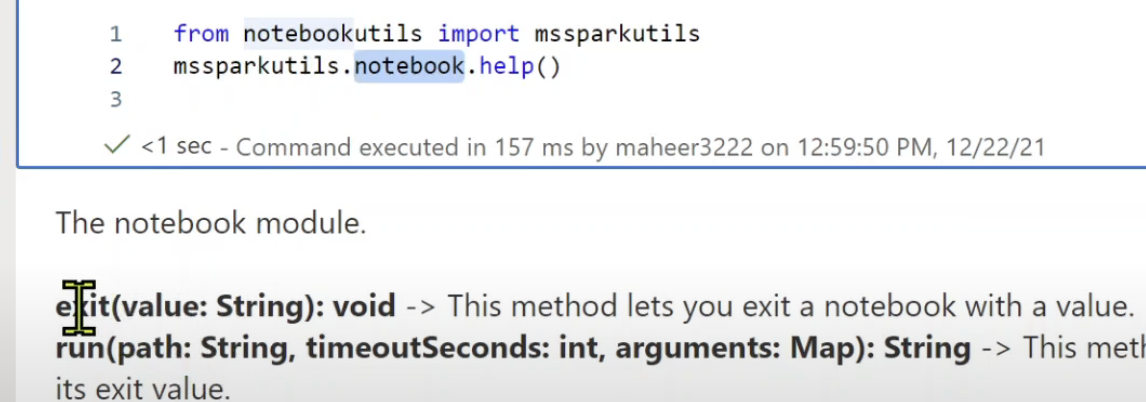 1 from notebookutils import mssparkutils
2 mssparkutils.notebook.help()
3
<1 sec - Command executed in 157 ms by maheer3222 on 12:59:50 PM, 12/22/21
The notebook module.
exit(value: String): void -> This method lets you exit a notebook with a value.
run(path: String, timeoutSeconds: int, arguments: Map): String -> This
its exit value.